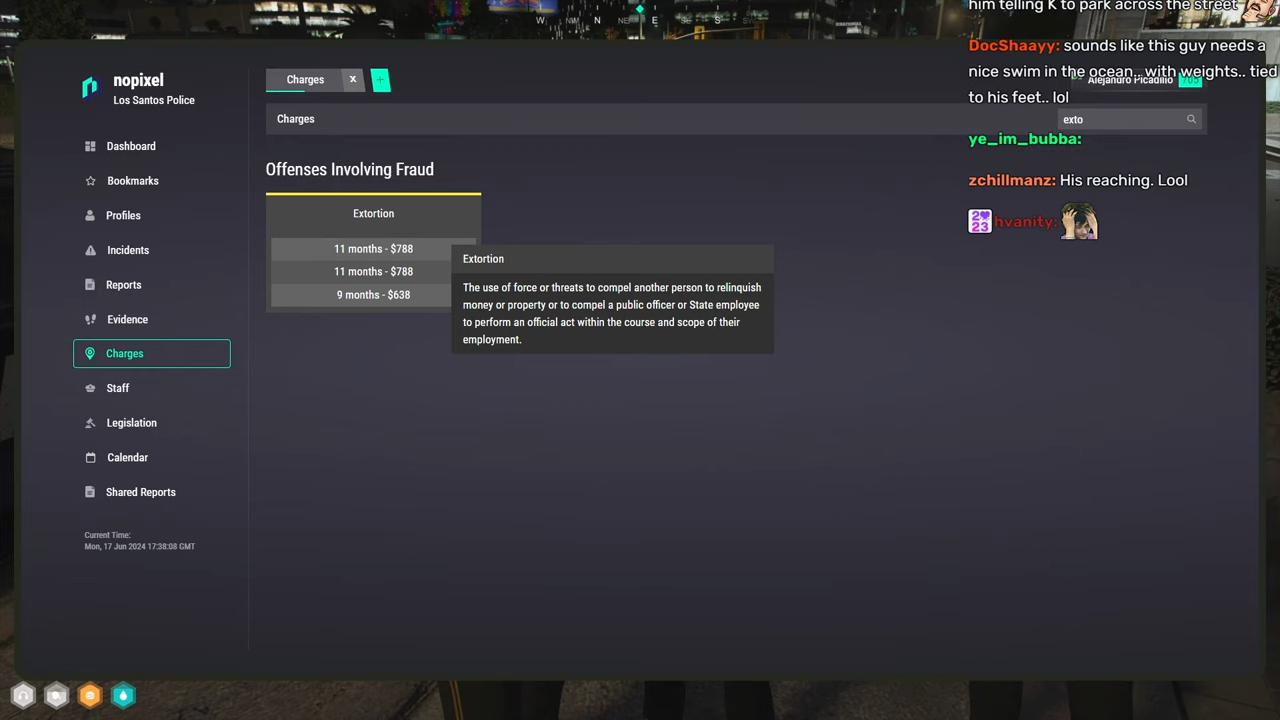 W NW N NE E SE S
him telling K to park across the street
DocShaayy: sounds like this guy needs a
nice swim in the ocean.. with weights.. tied
to his feet.. lol
ye_im_bubba:
zchillmanz: His reaching. Lool
2023 hvanity:
nopixel
Los Santos Police
Dashboard
Bookmarks
Profiles
Incidents
Reports
Evidence
Charges
Staff
Legislation
Calendar
Shared Reports
Current Time:
Mon, 17 Jun 2024 17:38:08 GMT
Charges x +
Alejandro Picadillo
Charges
exto
Offenses Involving Fraud
Extortion
11 months - $788
11 months - $788
9 months - $638
Extortion
The use of force or threats to compel another person to relinquish
money or property or to compel a public officer or State employee
to perform an official act within the course and scope of their
employment.